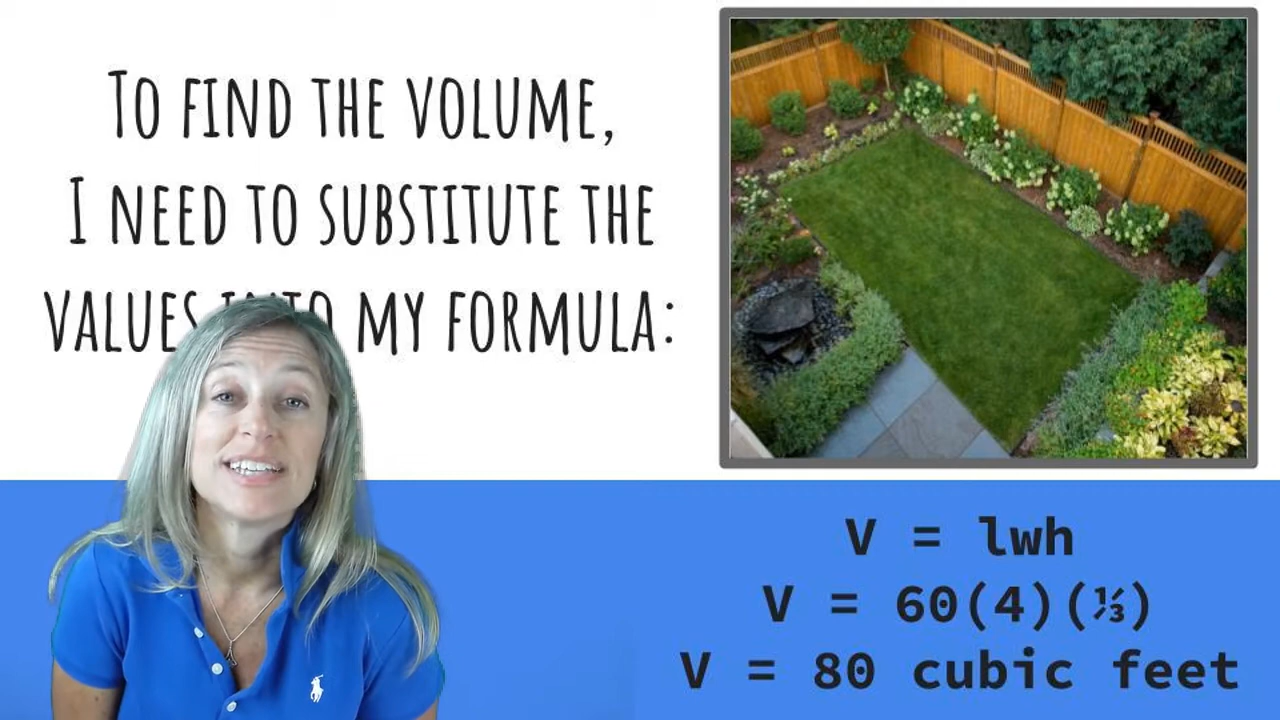 To find the volume,
I need to substitute the
values into my formula:
V = lwh
V = 60(4)(⅓)
V = 80 cubic feet